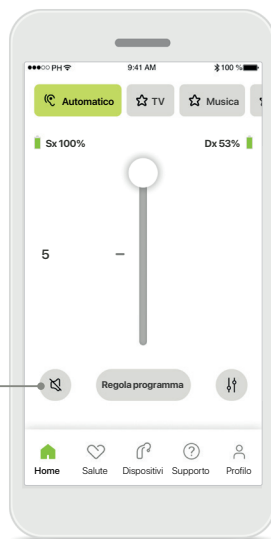 ●●●○○ PH 9:41 AM 100 %
Automatico TV Musica
Sx 100% Dx 53%
5
Regola programma
Home Salute Dispositivi Supporto Profilo